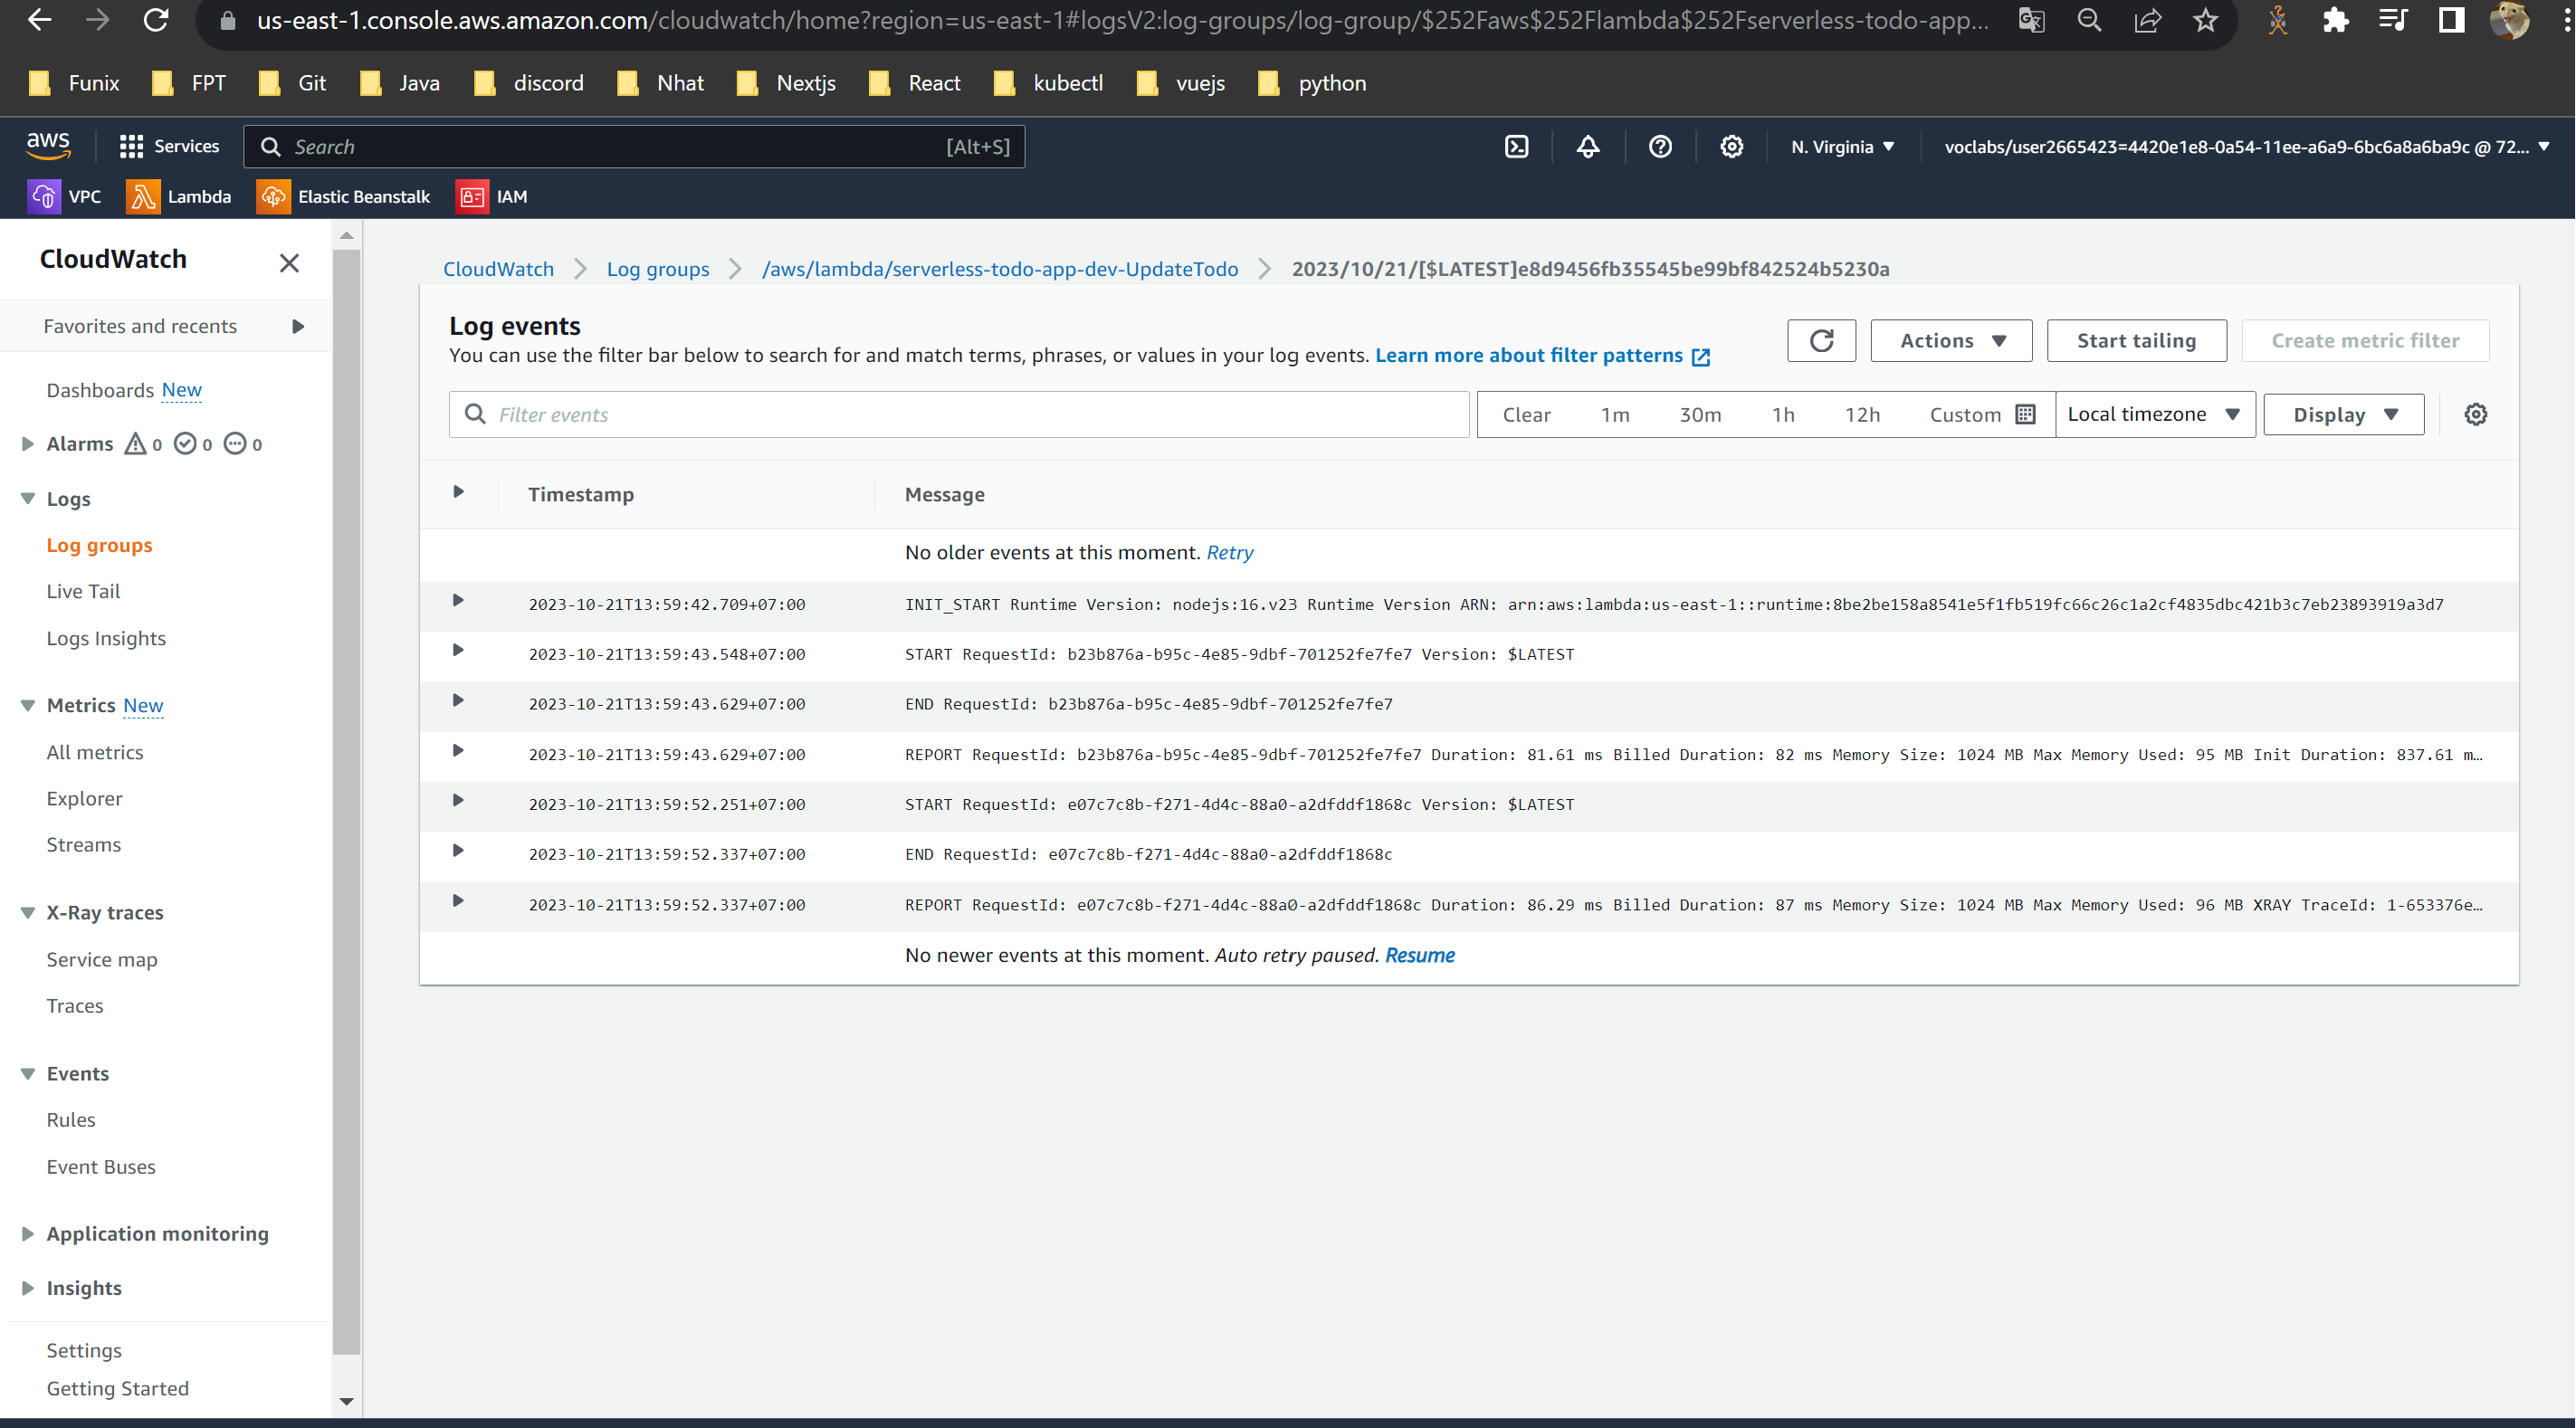 us-east-1.console.aws.amazon.com/cloudwatch/home?region=us-east-1#logsV2:log-groups/log-group/$252Faws$252Flambda$252Fserverless-todo-app...
Funix FPT Git Java discord Nhat Nextjs React kubectl vuejs python
aws Services Search [Alt+S] N. Virginia voclabs/user2665423=4420e1e8-0a54-11ee-a6a9-6bc6a8a6ba9c @ 72...
VPC Lambda Elastic Beanstalk IAM
CloudWatch
Favorites and recents
Dashboards New
Alarms 0 0 0
Logs
Log groups
Live Tail
Logs Insights
Metrics New
All metrics
Explorer
Streams
X-Ray traces
Service map
Traces
Events
Rules
Event Buses
Application monitoring
Insights
Settings
Getting Started
CloudWatch Log groups /aws/lambda/serverless-todo-app-dev-UpdateTodo 2023/10/21/[$LATEST]e8d9456fb35545be99bf842524b5230a
Log events
You can use the filter bar below to search for and match terms, phrases, or values in your log events. Learn more about filter patterns
Actions Start tailing Create metric filter
Filter events Clear 1m 30m 1h 12h Custom Local timezone Display
Timestamp Message
No older events at this moment. Retry
2023-10-21T13:59:42.709+07:00 INIT_START Runtime Version: nodejs:16.v23 Runtime Version ARN: arn:aws:lambda:us-east-1::runtime:8be2be158a8541e5f1fb519fc66c26c1a2cf4835dbc421b3c7eb23893919a3d7
2023-10-21T13:59:43.548+07:00 START RequestId: b23b876a-b95c-4e85-9dbf-701252fe7fe7 Version: $LATEST
2023-10-21T13:59:43.629+07:00 END RequestId: b23b876a-b95c-4e85-9dbf-701252fe7fe7
2023-10-21T13:59:43.629+07:00 REPORT RequestId: b23b876a-b95c-4e85-9dbf-701252fe7fe7 Duration: 81.61 ms Billed Duration: 82 ms Memory Size: 1024 MB Max Memory Used: 95 MB Init Duration: 837.61 m...
2023-10-21T13:59:52.251+07:00 START RequestId: e07c7c8b-f271-4d4c-88a0-a2dfddf1868c Version: $LATEST
2023-10-21T13:59:52.337+07:00 END RequestId: e07c7c8b-f271-4d4c-88a0-a2dfddf1868c
2023-10-21T13:59:52.337+07:00 REPORT RequestId: e07c7c8b-f271-4d4c-88a0-a2dfddf1868c Duration: 86.29 ms Billed Duration: 87 ms Memory Size: 1024 MB Max Memory Used: 96 MB XRAY TraceId: 1-653376e...
No newer events at this moment. Auto retry paused. Resume